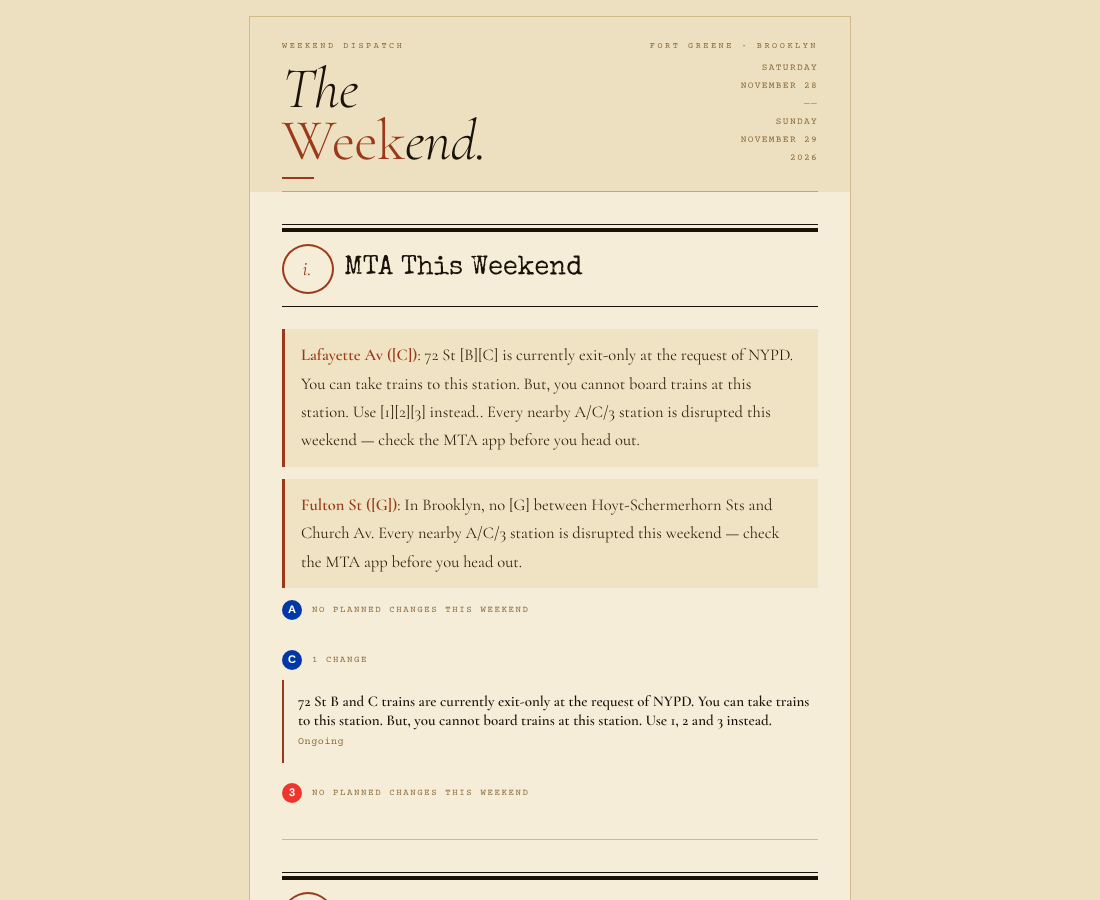 WEEKEND DISPATCH
FORT GREENE · BROOKLYN
The
Weekend.
SATURDAY
NOVEMBER 28
——
SUNDAY
NOVEMBER 29
2026
i.
MTA This Weekend
Lafayette Av ([C]): 72 St [B][C] is currently exit-only at the request of NYPD.
You can take trains to this station. But, you cannot board trains at this
station. Use [1][2][3] instead.. Every nearby A/C/3 station is disrupted this
weekend — check the MTA app before you head out.
Fulton St ([G]): In Brooklyn, no [G] between Hoyt-Schermerhorn Sts and
Church Av. Every nearby A/C/3 station is disrupted this weekend — check
the MTA app before you head out.
A NO PLANNED CHANGES THIS WEEKEND
C 1 CHANGE
72 St B and C trains are currently exit-only at the request of NYPD. You can take trains
to this station. But, you cannot board trains at this station. Use 1, 2 and 3 instead.
Ongoing
3 NO PLANNED CHANGES THIS WEEKEND